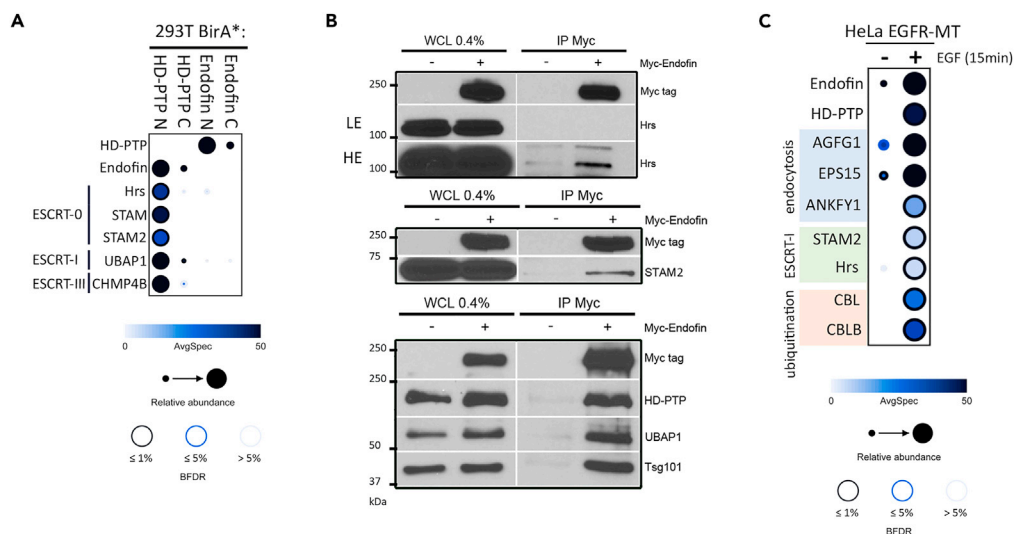 A
293T BirA*:
HD-PTP N
HD-PTP C
Endofin N
Endofin C
HD-PTP
Endofin
Hrs
ESCRT-0
STAM
STAM2
ESCRT-I
UBAP1
ESCRT-III
CHMP4B
0 AvgSpec 50
Relative abundance
≤ 1% ≤ 5% > 5%
BFDR
B
WCL 0.4% IP Myc
- + - + Myc-Endofin
250
Myc tag
LE
Hrs
100
HE
Hrs
100
WCL 0.4% IP Myc
- + - + Myc-Endofin
250
Myc tag
75
STAM2
WCL 0.4% IP Myc
- + - + Myc-Endofin
250
Myc tag
250
HD-PTP
UBAP1
50
Tsg101
37
kDa
C
HeLa EGFR-MT
- + EGF (15min)
Endofin
HD-PTP
endocytosis
AGFG1
EPS15
ANKFY1
ESCRT-I
STAM2
Hrs
ubiquitination
CBL
CBLB
0 AvgSpec 50
Relative abundance
≤ 1% ≤ 5% > 5%
BFDR